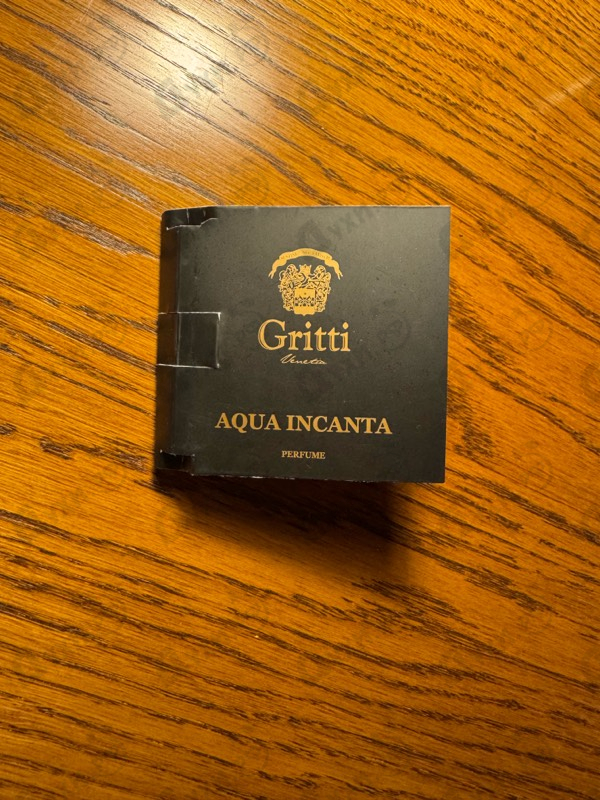 Gritti
Venetia
AQUA INCANTA
PERFUME